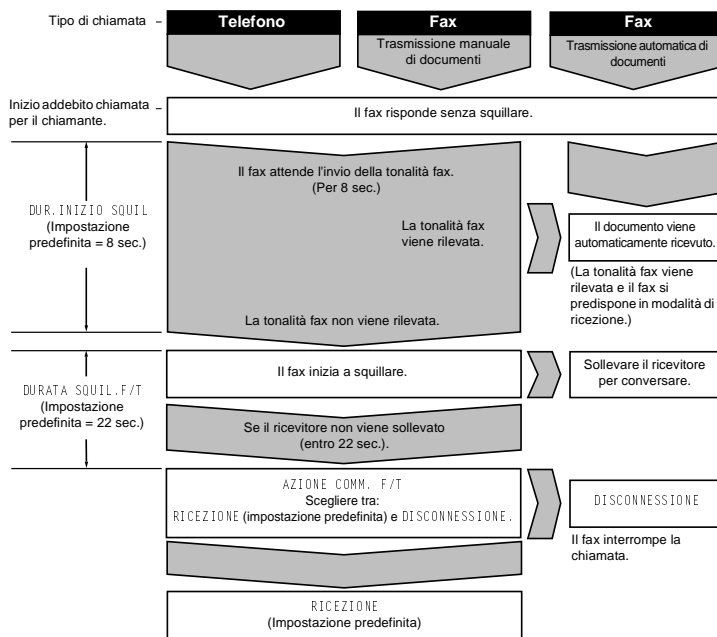 Tipo di chiamata
Telefono
Fax
Fax
Trasmissione manuale
di documenti
Trasmissione automatica di
documenti
Inizio addebito chiamata
per il chiamante.
Il fax risponde senza squillare.
Il fax attende l'invio della tonalità fax.
(Per 8 sec.)
DUR.INIZIO SQUIL
(Impostazione
predefinita = 8 sec.)
La tonalità fax
viene rilevata.
Il documento viene
automaticamente ricevuto.
(La tonalità fax viene
rilevata e il fax si
predispone in modalità di
ricezione.)
La tonalità fax non viene rilevata.
Il fax inizia a squillare.
Sollevare il ricevitore
per conversare.
DURATA SQUIL.F/T
(Impostazione
predefinita = 22 sec.)
Se il ricevitore non viene sollevato
(entro 22 sec.).
AZIONE COMM. F/T
Scegliere tra:
RICEZIONE (impostazione predefinita) e DISCONNESSIONE.
DISCONNESSIONE
Il fax interrompe la
chiamata.
RICEZIONE
(Impostazione predefinita)